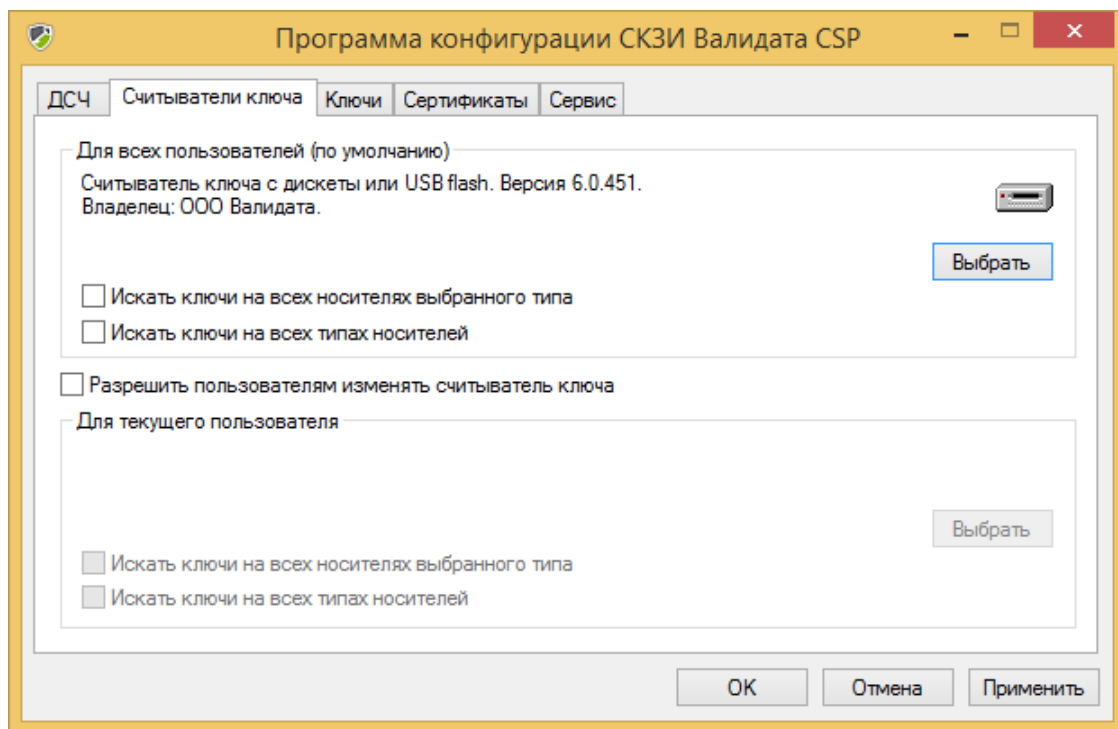 Программа конфигурации СКЗИ Валидата CSP
ДСЧ
Считыватели ключа
Ключи
Сертификаты
Сервис
Для всех пользователей (по умолчанию)
Считыватель ключа с дискеты или USB flash. Версия 6.0.451.
Владелец: ООО Валидата.
Выбрать
Искать ключи на всех носителях выбранного типа
Искать ключи на всех типах носителей
Разрешить пользователям изменять считыватель ключа
Для текущего пользователя
Выбрать
Искать ключи на всех носителях выбранного типа
Искать ключи на всех типах носителей
OK
Отмена
Применить